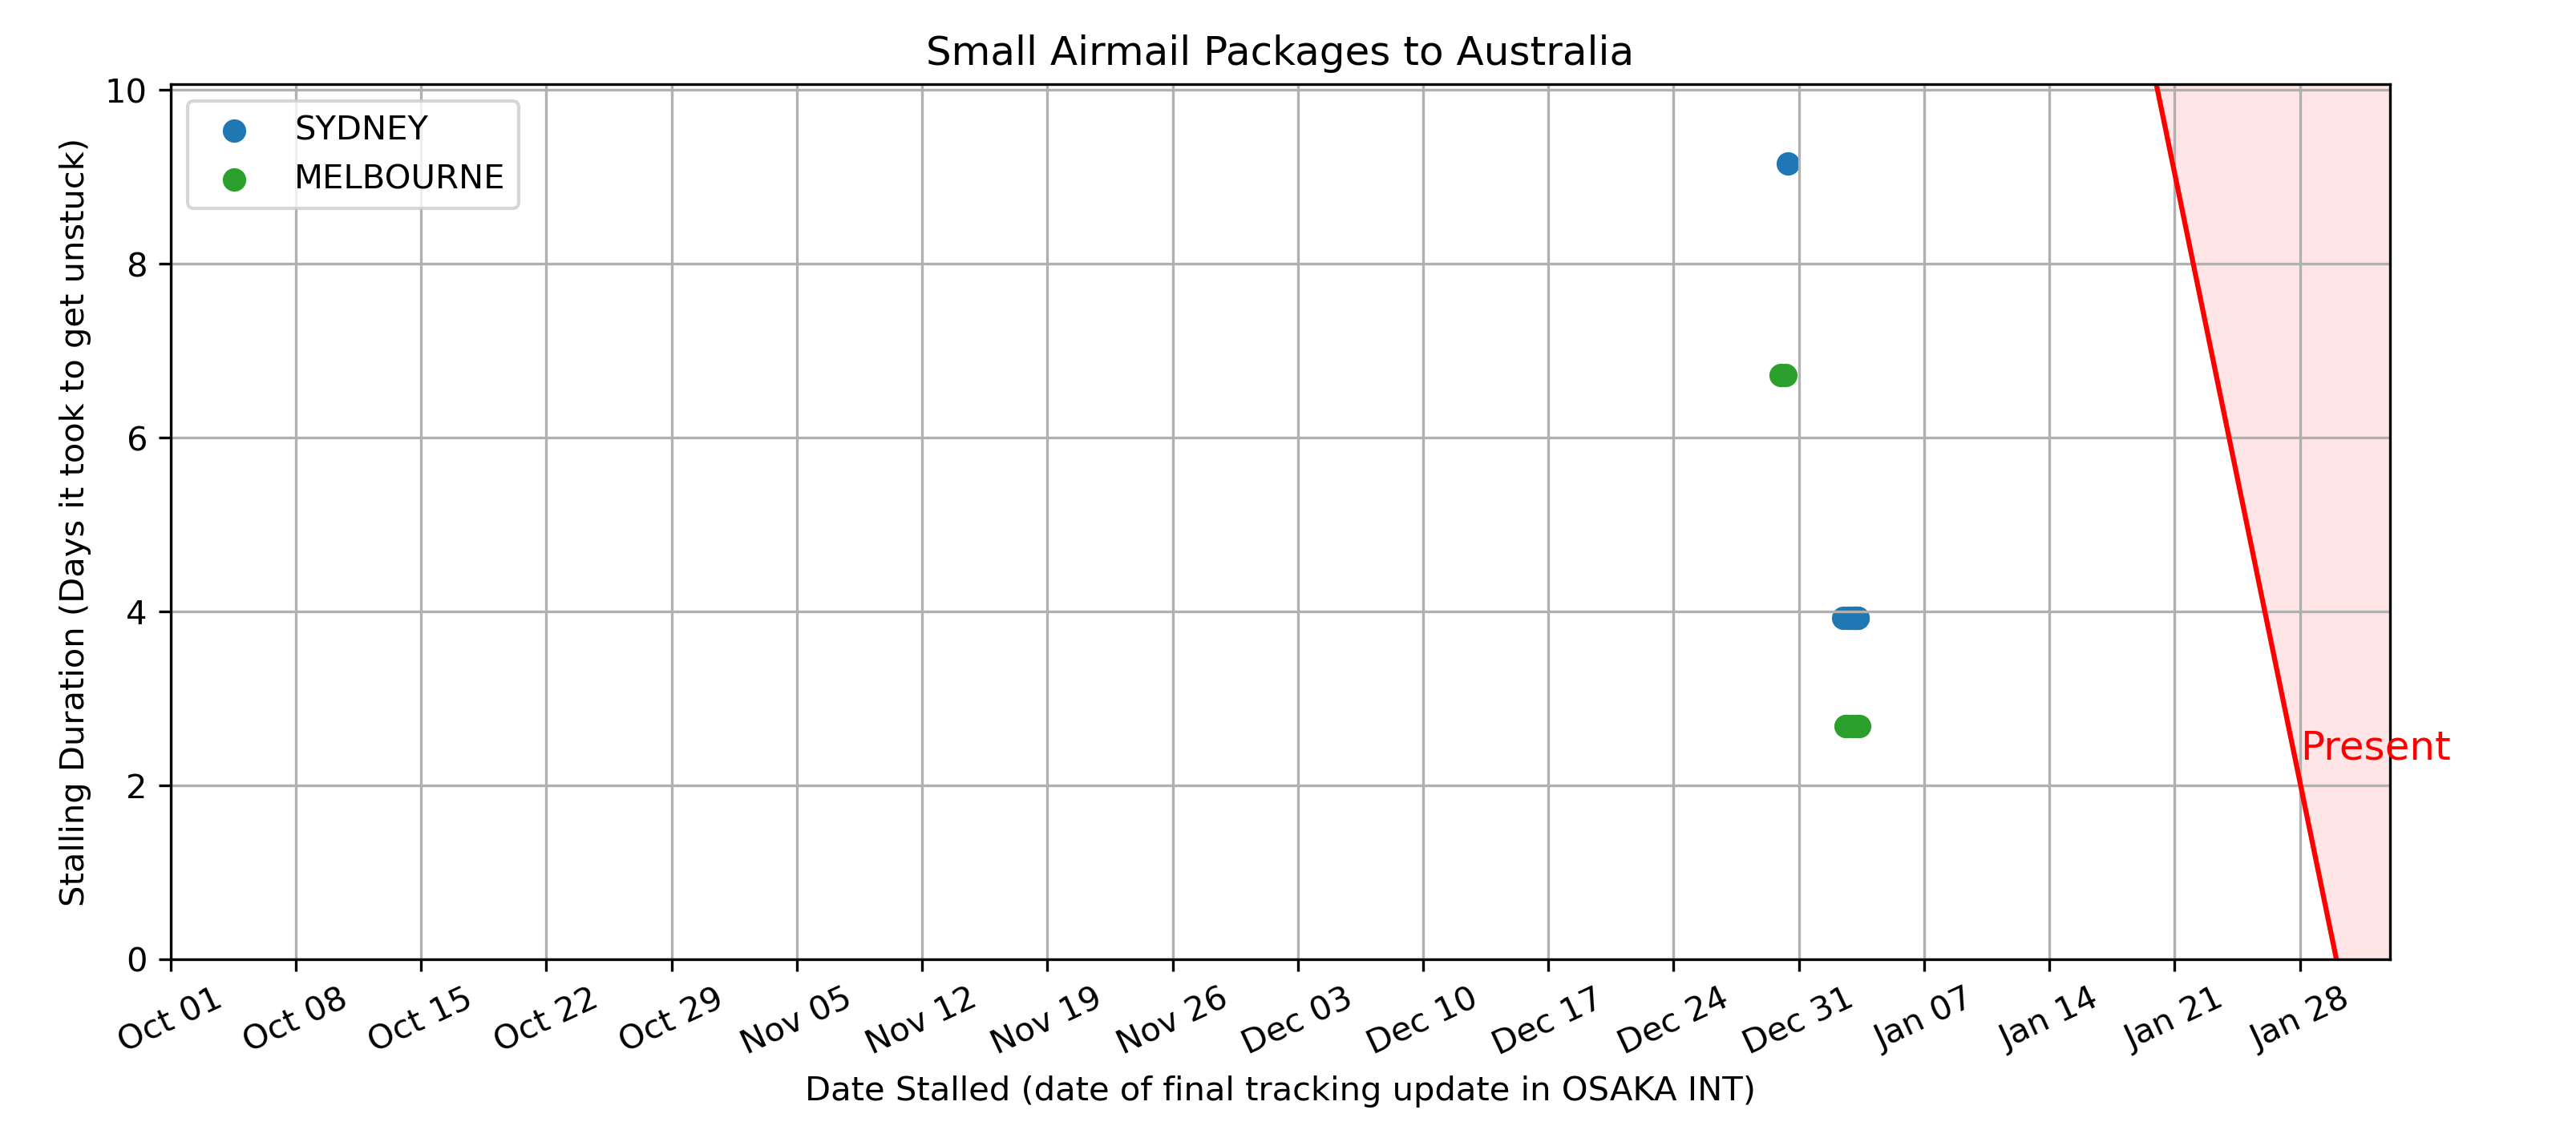 Small Airmail Packages to Australia
SYDNEY
MELBOURNE
Stalling Duration (Days it took to get unstuck)
10
8
6
4
2
0
Present
Oct 01
Oct 08
Oct 15
Oct 22
Oct 29
Nov 05
Nov 12
Nov 19
Nov 26
Dec 03
Dec 10
Dec 17
Dec 24
Dec 31
Jan 07
Jan 14
Jan 21
Jan 28
Date Stalled (date of final tracking update in OSAKA INT)